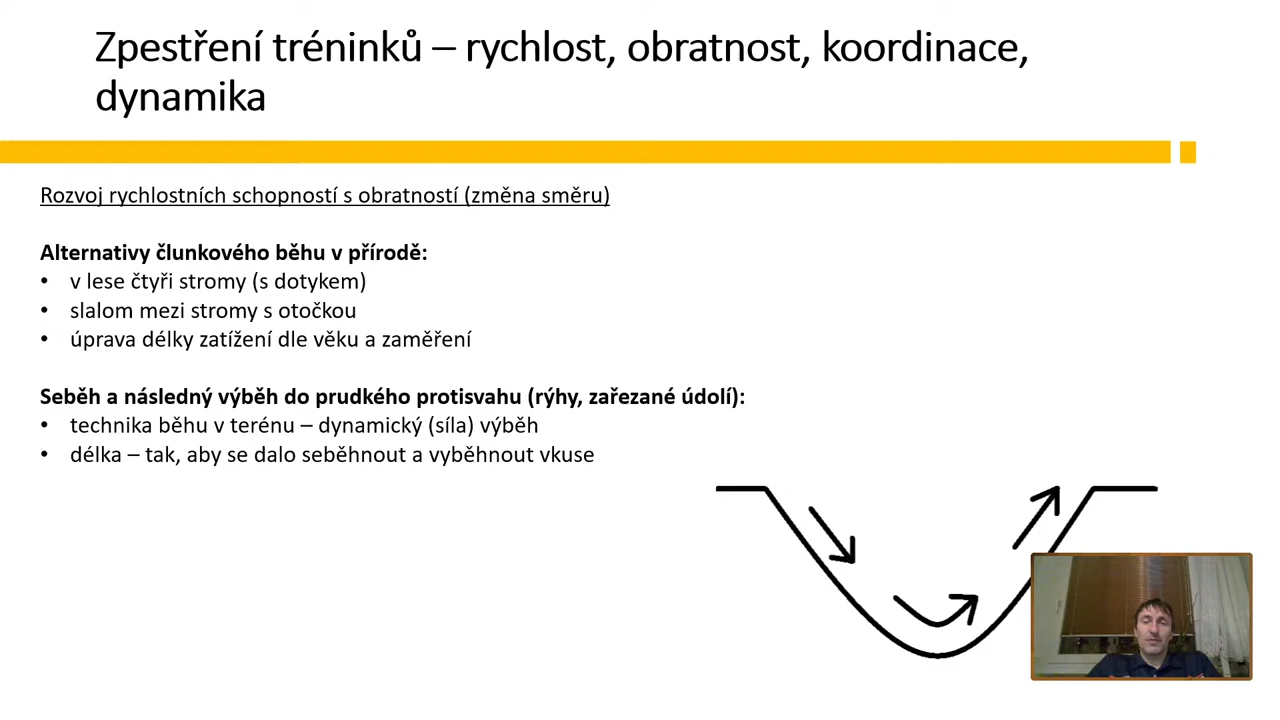 Zpestření tréninků – rychlost, obratnost, koordinace,
dynamika
Rozvoj rychlostních schopností s obratností (změna směru)
Alternativy člunkového běhu v přírodě:
• v lese čtyři stromy (s dotykem)
• slalom mezi stromy s otočkou
• úprava délky zatížení dle věku a zaměření
Seběh a následný výběh do prudkého protisvahu (rýhy, zařezané údolí):
• technika běhu v terénu – dynamický (síla) výběh
• délka – tak, aby se dalo seběhnout a vyběhnout vkuse